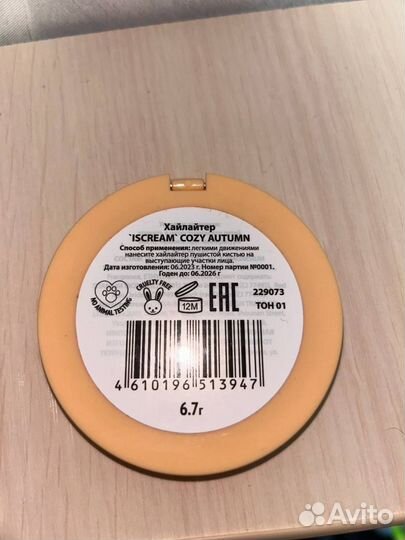 Хайлайтер
`ISCREAM` COZY AUTUMN
Способ применения: легкими движениями
нанесите хайлайтер пушистой кистью на
выступающие участки лица.
Дата изготовления: 06.2023 г. Номер партии №0001.
Годен до: 06.2026 г
NO ANIMAL TESTING
CRUELTY FREE
12M
EAC
229073
ТОН 01
4 610196 513947
6.7г
Avito